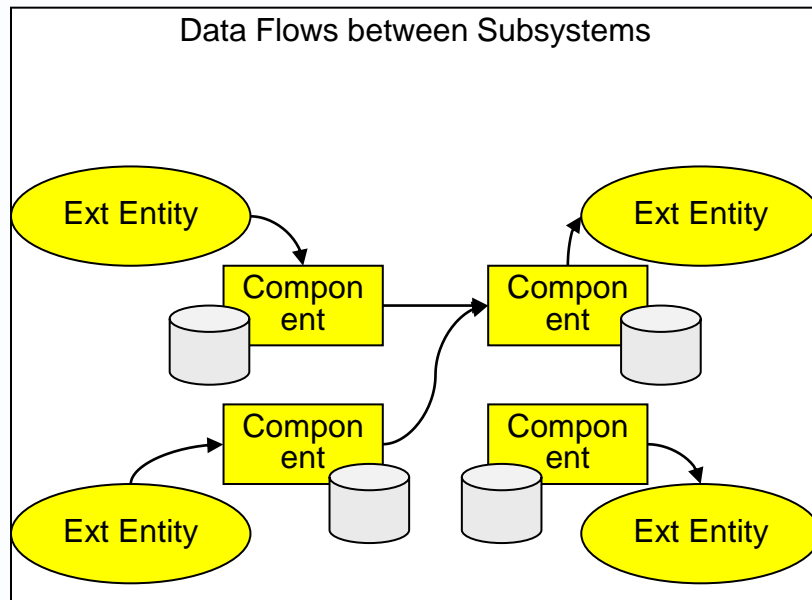 Data Flows between Subsystems
Ext Entity
Ext Entity
Compon
ent
Compon
ent
Compon
ent
Compon
ent
Ext Entity
Ext Entity